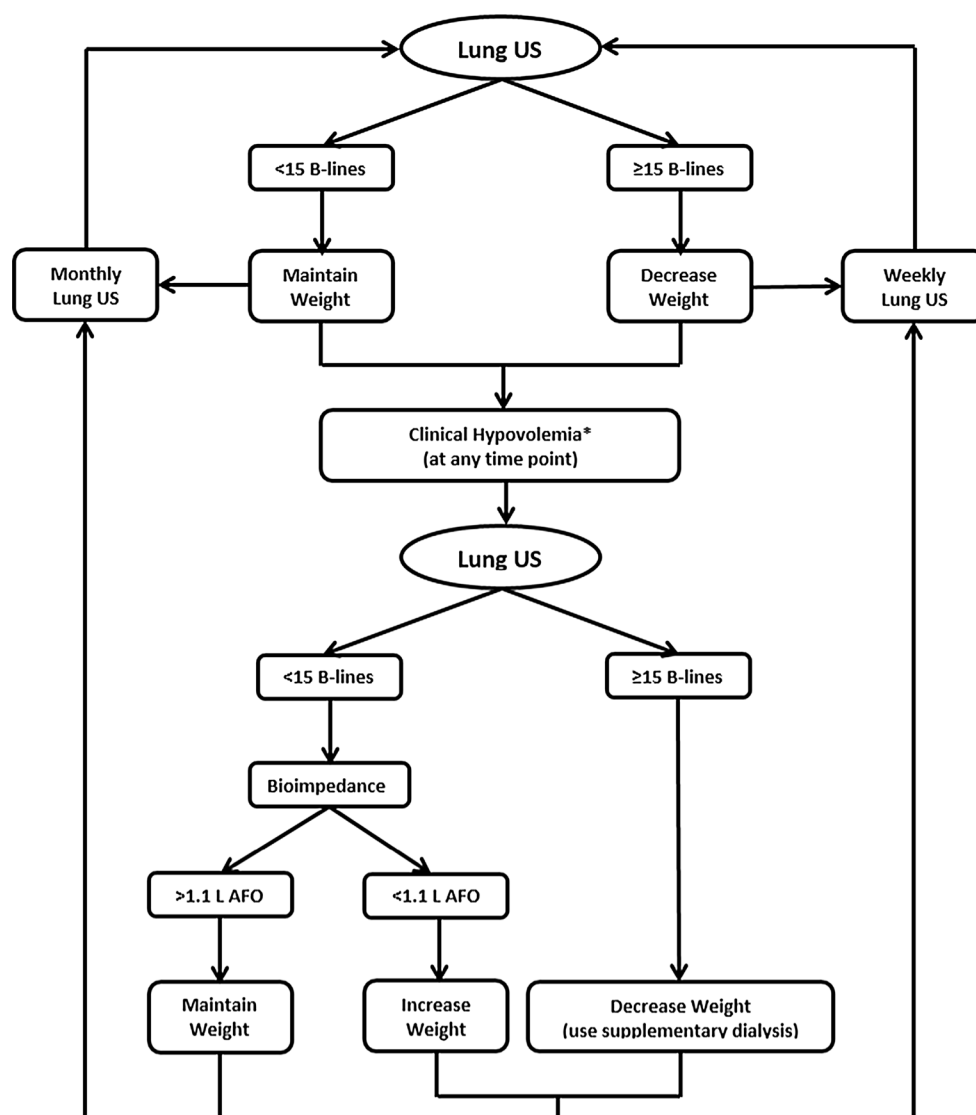 Lung US
<15 B-lines
≥15 B-lines
Monthly
Lung US
Maintain
Weight
Decrease
Weight
Weekly
Lung US
Clinical Hypovolemia*
(at any time point)
Lung US
<15 B-lines
≥15 B-lines
Bioimpedance
>1.1 L AFO
<1.1 L AFO
Maintain
Weight
Increase
Weight
Decrease Weight
(use supplementary dialysis)